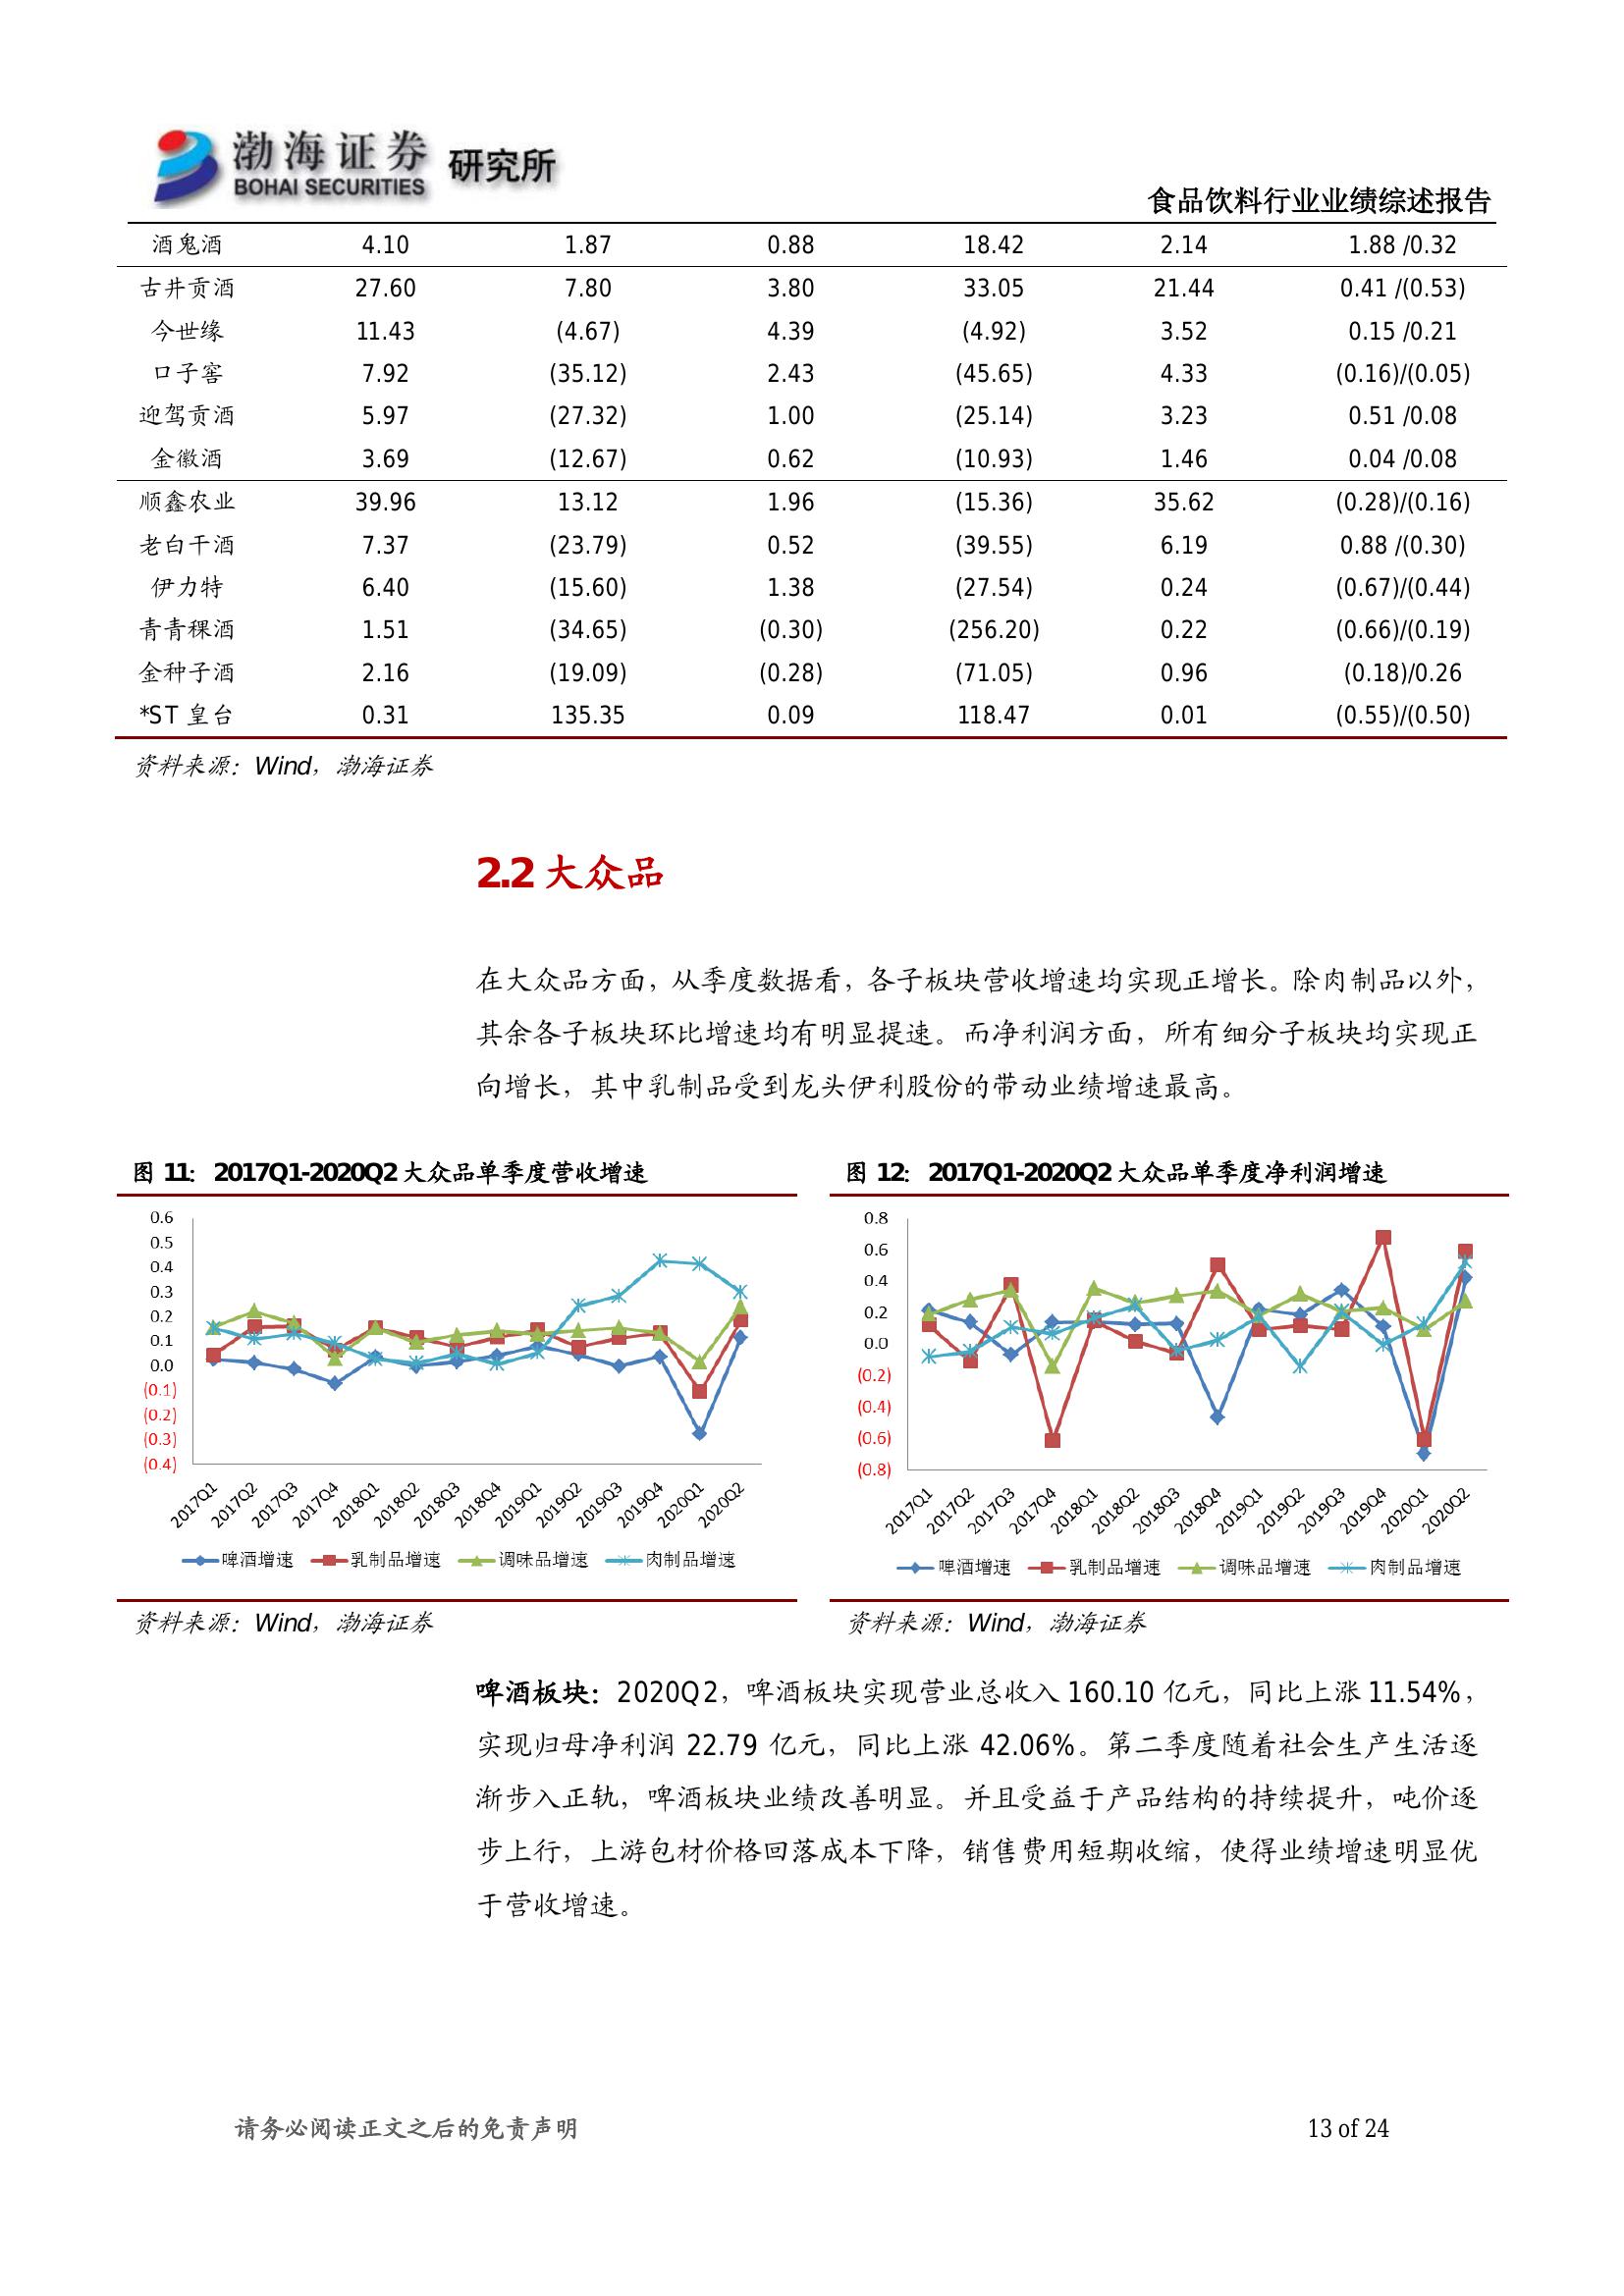 渤海证券 研究所
BOHAI SECURITIES
食品饮料行业业绩综述报告
酒鬼酒 4.10 1.87 0.88 18.42 2.14 1.88 /0.32
古井贡酒 27.60 7.80 3.80 33.05 21.44 0.41 /(0.53)
今世缘 11.43 (4.67) 4.39 (4.92) 3.52 0.15 /0.21
口子窖 7.92 (35.12) 2.43 (45.65) 4.33 (0.16)/(0.05)
迎驾贡酒 5.97 (27.32) 1.00 (25.14) 3.23 0.51 /0.08
金徽酒 3.69 (12.67) 0.62 (10.93) 1.46 0.04 /0.08
顺鑫农业 39.96 13.12 1.96 (15.36) 35.62 (0.28)/(0.16)
老白干酒 7.37 (23.79) 0.52 (39.55) 6.19 0.88 /(0.30)
伊力特 6.40 (15.60) 1.38 (27.54) 0.24 (0.67)/(0.44)
青青稞酒 1.51 (34.65) (0.30) (256.20) 0.22 (0.66)/(0.19)
金种子酒 2.16 (19.09) (0.28) (71.05) 0.96 (0.18)/0.26
*ST 皇台 0.31 135.35 0.09 118.47 0.01 (0.55)/(0.50)
资料来源：Wind，渤海证券
2.2 大众品
在大众品方面，从季度数据看，各子板块营收增速均实现正增长。除肉制品以外，
其余各子板块环比增速均有明显提速。而净利润方面，所有细分子板块均实现正
向增长，其中乳制品受到龙头伊利股份的带动业绩增速最高。
图 11：2017Q1-2020Q2 大众品单季度营收增速
0.6
0.5
0.4
0.3
0.2
0.1
0.0
(0.1)
(0.2)
(0.3)
(0.4)
2017Q1 2017Q2 2017Q3 2017Q4 2018Q1 2018Q2 2018Q3 2018Q4 2019Q1 2019Q2 2019Q3 2019Q4 2020Q1 2020Q2
啤酒增速 乳制品增速 调味品增速 肉制品增速
资料来源：Wind，渤海证券
图 12：2017Q1-2020Q2 大众品单季度净利润增速
0.8
0.6
0.4
0.2
0.0
(0.2)
(0.4)
(0.6)
(0.8)
2017Q1 2017Q2 2017Q3 2017Q4 2018Q1 2018Q2 2018Q3 2018Q4 2019Q1 2019Q2 2019Q3 2019Q4 2020Q1 2020Q2
啤酒增速 乳制品增速 调味品增速 肉制品增速
资料来源：Wind，渤海证券
啤酒板块：2020Q2，啤酒板块实现营业总收入 160.10 亿元，同比上涨 11.54%，
实现归母净利润 22.79 亿元，同比上涨 42.06%。第二季度随着社会生产生活逐
渐步入正轨，啤酒板块业绩改善明显。并且受益于产品结构的持续提升，吨价逐
步上行，上游包材价格回落成本下降，销售费用短期收缩，使得业绩增速明显优
于营收增速。
请务必阅读正文之后的免责声明
13 of 24